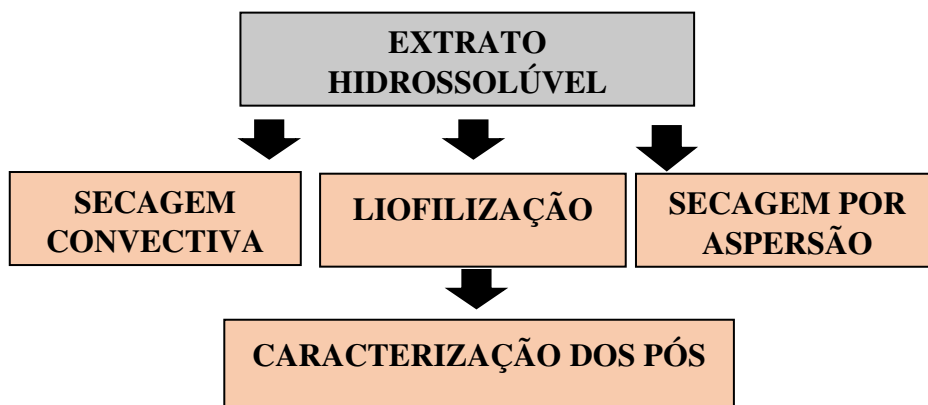 EXTRATO
HIDROSSOLÚVEL
SECAGEM
CONVECTIVA
LIOFILIZAÇÃO
SECAGEM POR
ASPERSÃO
CARACTERIZAÇÃO DOS PÓS